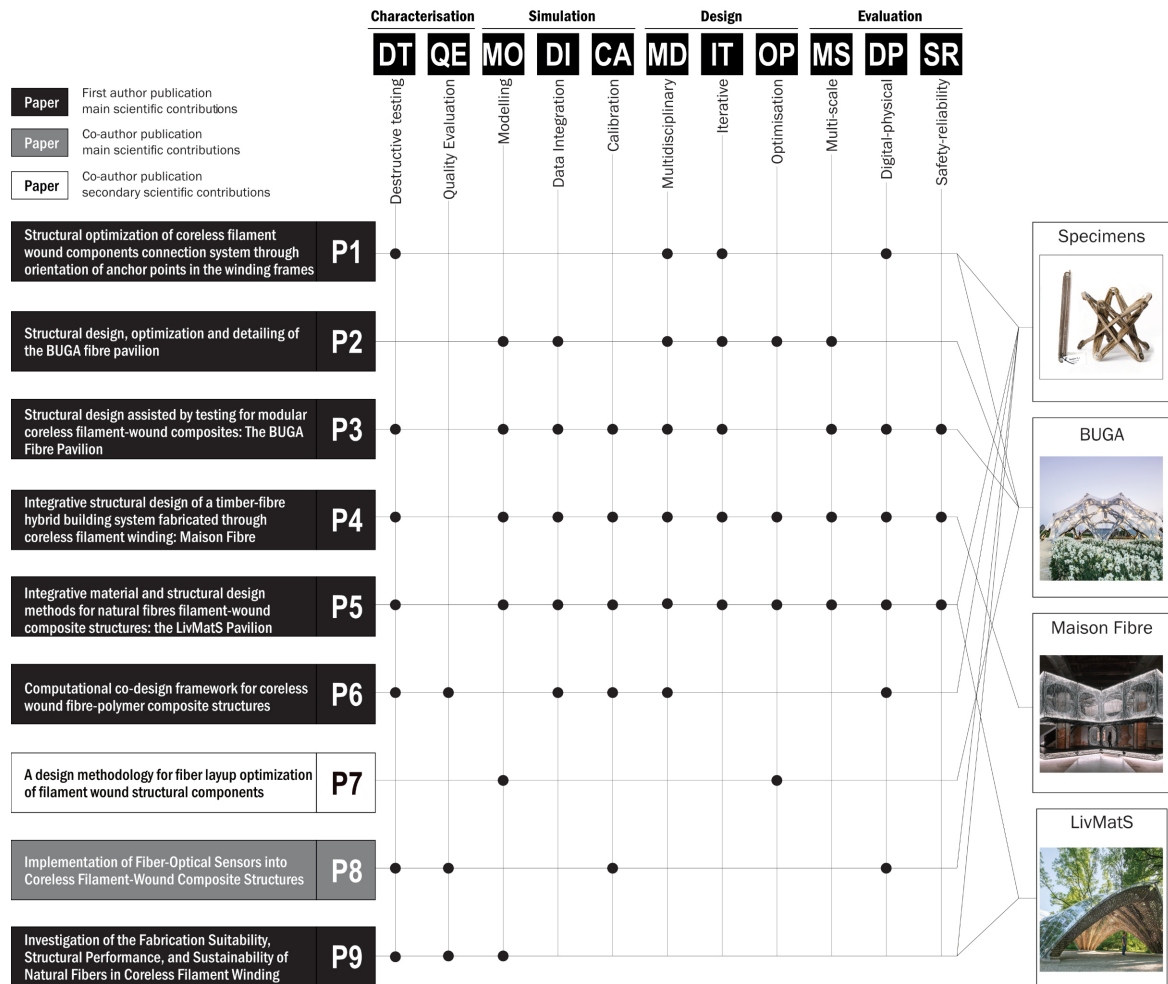 Characterisation
Simulation
Design
Evaluation
DT
QE
MO
DI
CA
MD
IT
OP
MS
DP
SR
Destructive testing
Quality Evaluation
Modelling
Data Integration
Calibration
Multidisciplinary
Iterative
Optimisation
Multi-scale
Digital-physical
Safety-reliability
Paper
First author publication
main scientific contributions
Paper
Co-author publication
main scientific contributions
Paper
Co-author publication
secondary scientific contributions
Structural optimization of coreless filament
wound components connection system through
orientation of anchor points in the winding frames
P1
Structural design, optimization and detailing of
the BUGA fibre pavilion
P2
Structural design assisted by testing for modular
coreless filament-wound composites: The BUGA
Fibre Pavilion
P3
Integrative structural design of a timber-fibre
hybrid building system fabricated through
coreless filament winding: Maison Fibre
P4
Integrative material and structural design
methods for natural fibres filament-wound
composite structures: the LivMatS Pavilion
P5
Computational co-design framework for coreless
wound fibre-polymer composite structures
P6
A design methodology for fiber layup optimization
of filament wound structural components
P7
Implementation of Fiber-Optical Sensors into
Coreless Filament-Wound Composite Structures
P8
Investigation of the Fabrication Suitability,
Structural Performance, and Sustainability of
Natural Fibers in Coreless Filament Winding
P9
Specimens
BUGA
Maison Fibre
LivMatS